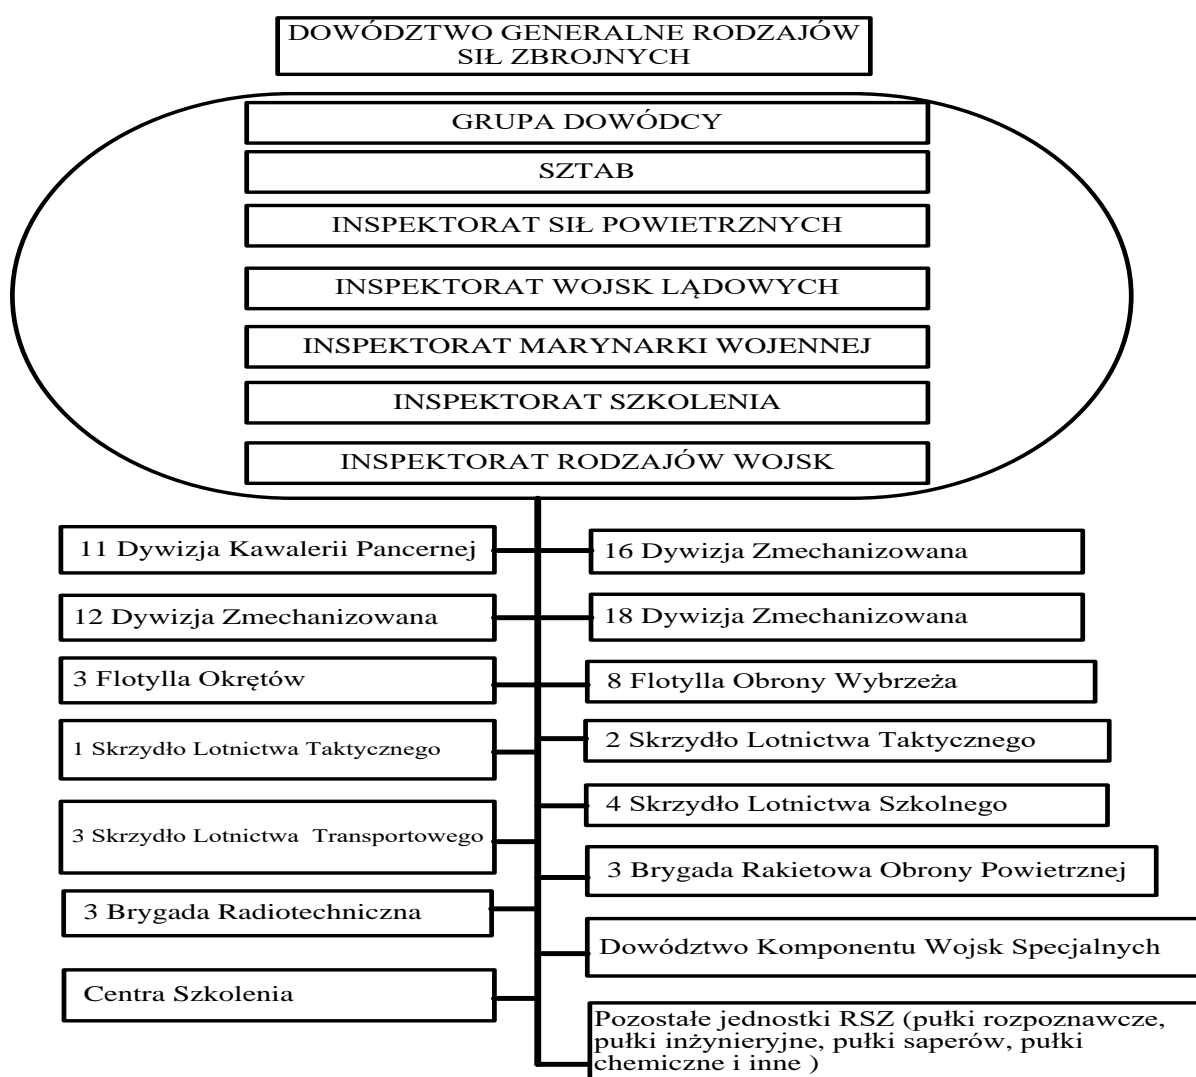 DOWÓDZTWO GENERALNE RODZAJÓW
SIŁ ZBROJNYCH
GRUPA DOWÓDCY
SZTAB
INSPEKTORAT SIŁ POWIETRZNYCH
INSPEKTORAT WOJSK LĄDOWYCH
INSPEKTORAT MARYNARKI WOJENNEJ
INSPEKTORAT SZKOLENIA
INSPEKTORAT RODZAJÓW WOJSK
11 Dywizja Kawalerii Pancernej
16 Dywizja Zmechanizowana
12 Dywizja Zmechanizowana
18 Dywizja Zmechanizowana
3 Flotylla Okrętów
8 Flotylla Obrony Wybrzeża
1 Skrzydło Lotnictwa Taktycznego
2 Skrzydło Lotnictwa Taktycznego
3 Skrzydło Lotnictwa Transportowego
4 Skrzydło Lotnictwa Szkolnego
3 Brygada Radiotechniczna
3 Brygada Rakietowa Obrony Powietrznej
Centra Szkolenia
Dowództwo Komponentu Wojsk Specjalnych
Pozostałe jednostki RSZ (pułki rozpoznawcze,
pułki inżynieryjne, pułki saperów, pułki
chemiczne i inne )